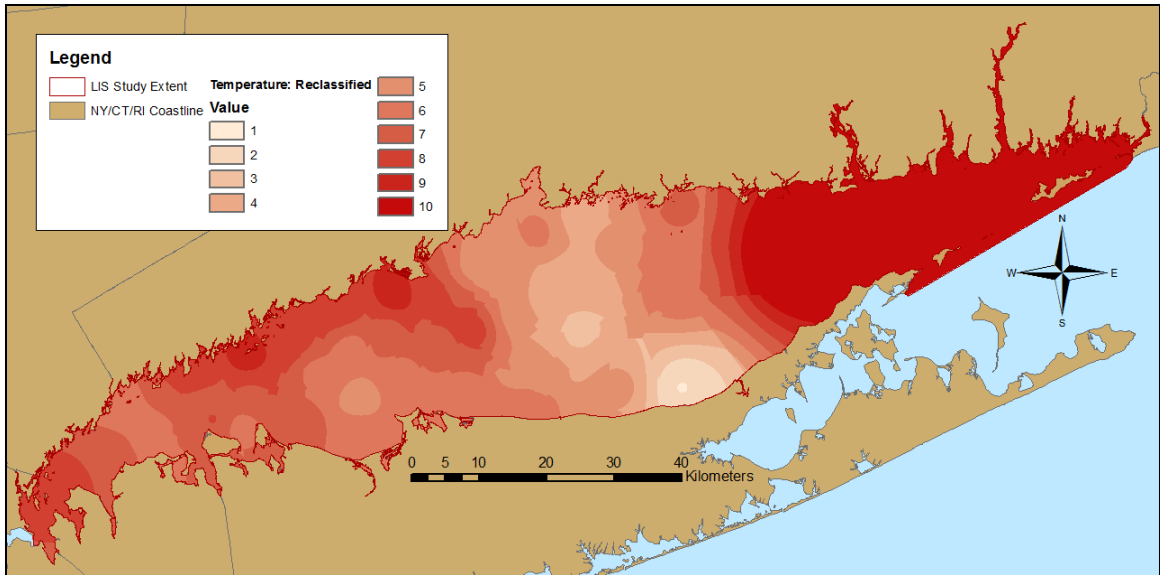 Legend
LIS Study Extent
NY/CT/RI Coastline
Temperature: Reclassified
Value
1
2
3
4
5
6
7
8
9
10
N
W E
S
0 5 10 20 30 40
Kilometers